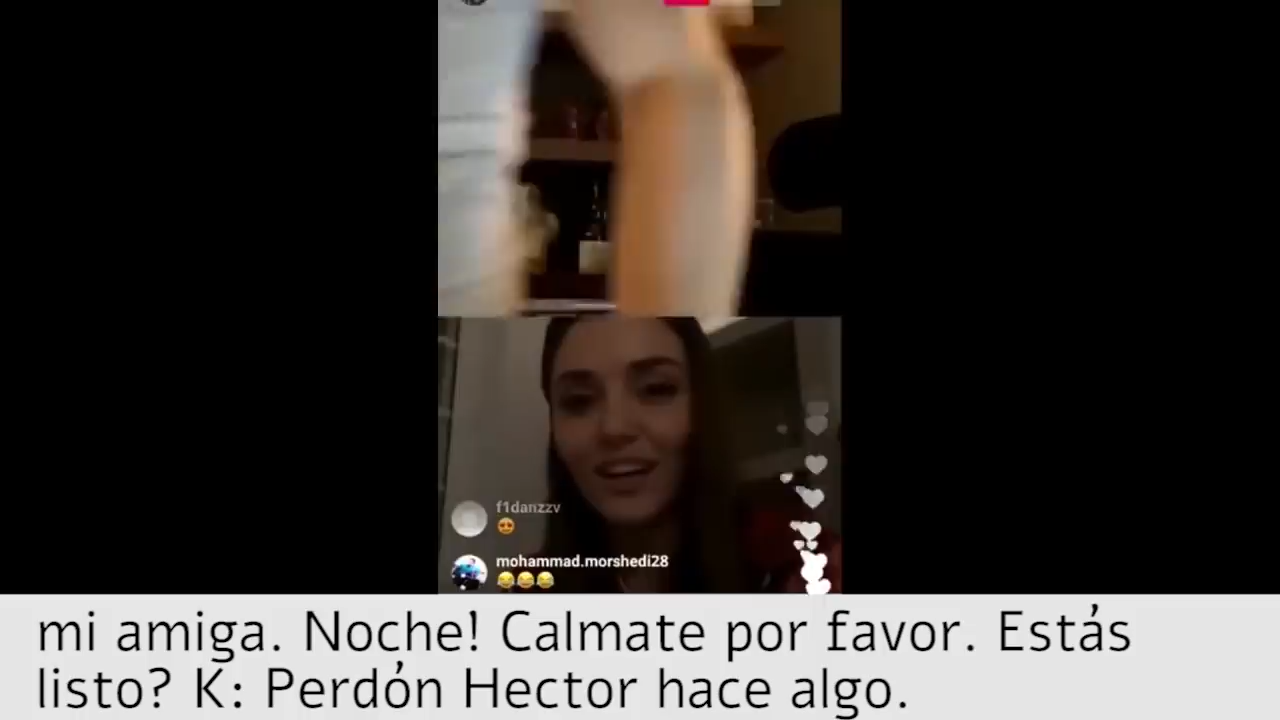 f1danzzv
😍
mohammad.morshedi28
😂😂😂
mi amiga. Noche! Calmate por favor. Estás
listo? K: Perdón Hector hace algo.